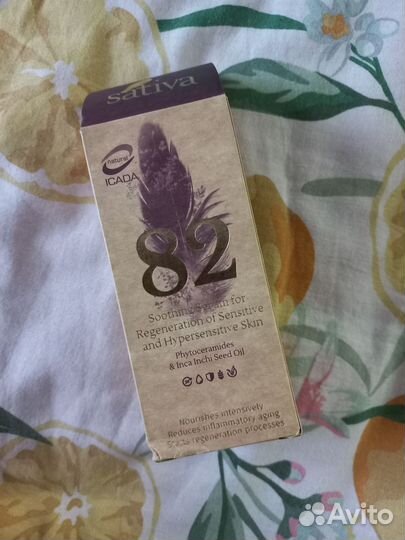 sativa
natural
ICADA
82
Soothing Serum for
Regeneration of Sensitive
and Hypersensitive Skin
Phytoceramides
& Inca Inchi Seed Oil
Nourishes intensively
Reduces inflammatory aging
Starts regeneration processes
Avito